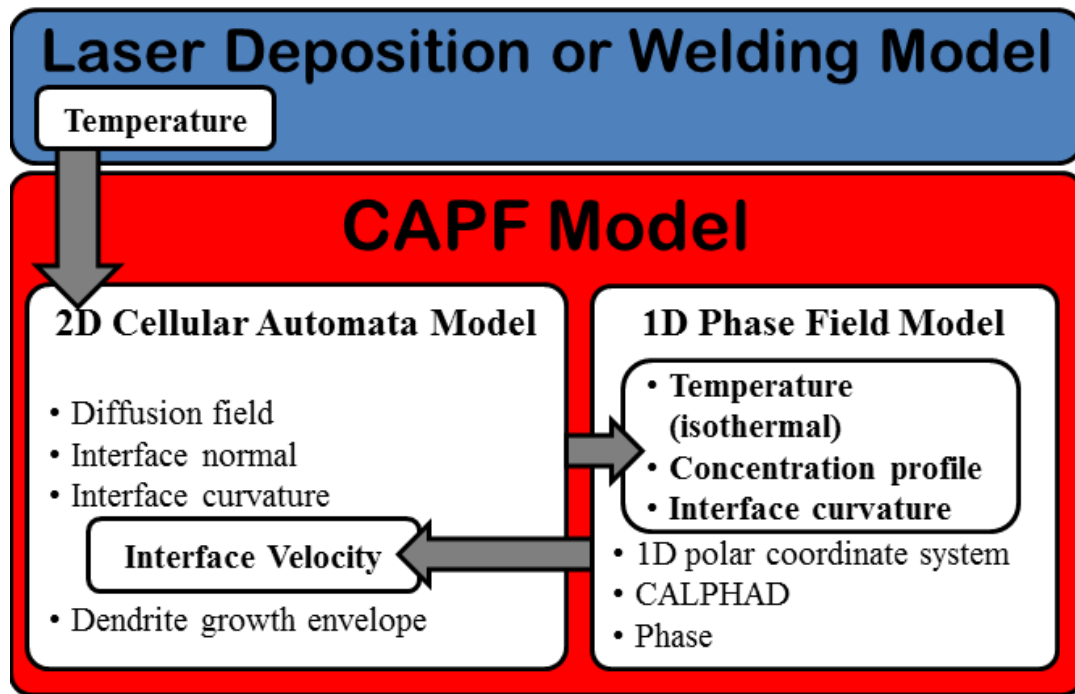 Laser Deposition or Welding Model
Temperature
CAPF Model
2D Cellular Automata Model
• Diffusion field
• Interface normal
• Interface curvature
Interface Velocity
• Dendrite growth envelope
1D Phase Field Model
• Temperature
(isothermal)
• Concentration profile
• Interface curvature
• 1D polar coordinate system
• CALPHAD
• Phase